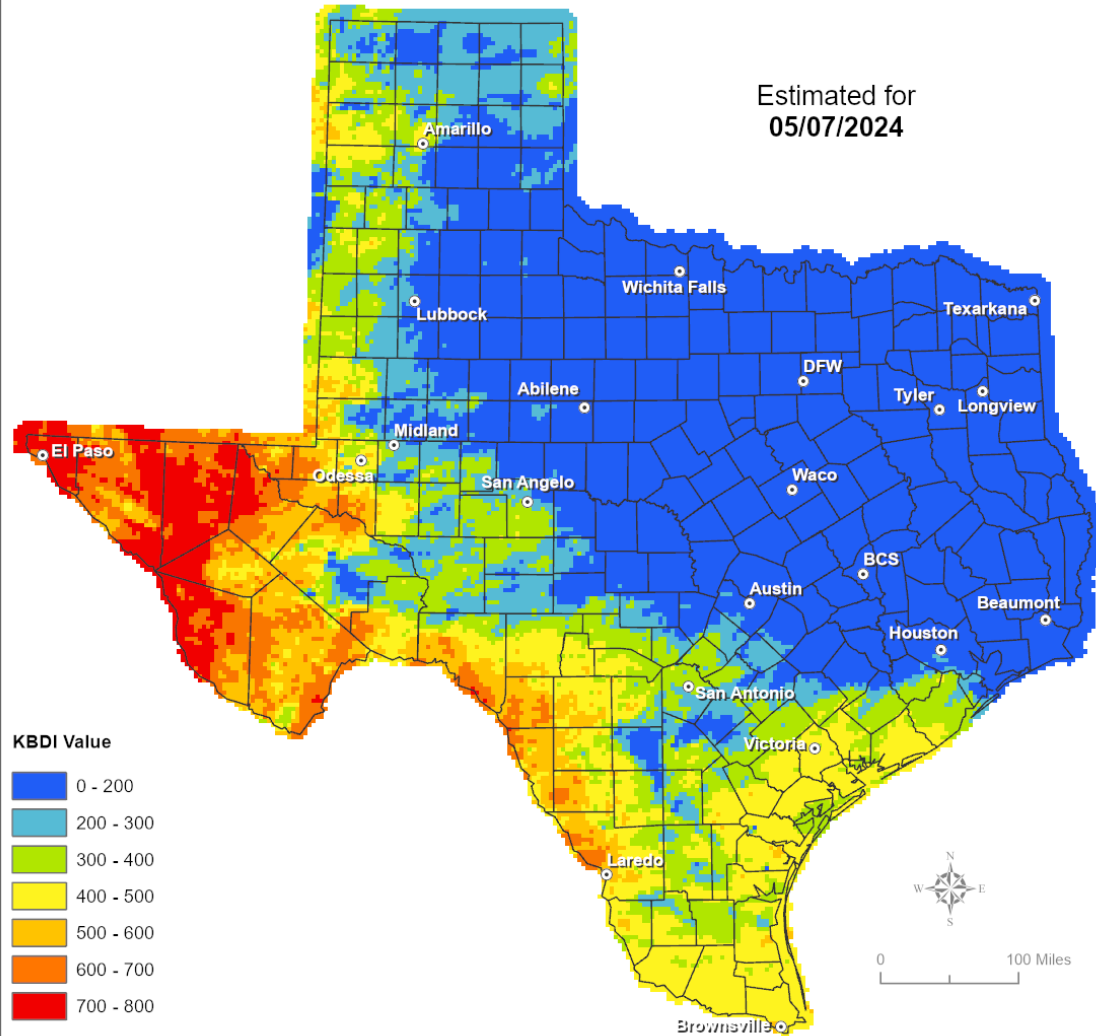 Estimated for
05/07/2024
Amarillo
Wichita Falls
Texarkana
Lubbock
DFW
Abilene
Tyler
Longview
Midland
El Paso
Odessa
San Angelo
Waco
BCS
Austin
Beaumont
Houston
San Antonio
Victoria
Laredo
Brownsville
KBDI Value
0 - 200
200 - 300
300 - 400
400 - 500
500 - 600
600 - 700
700 - 800
N
W E
S
0 100 Miles